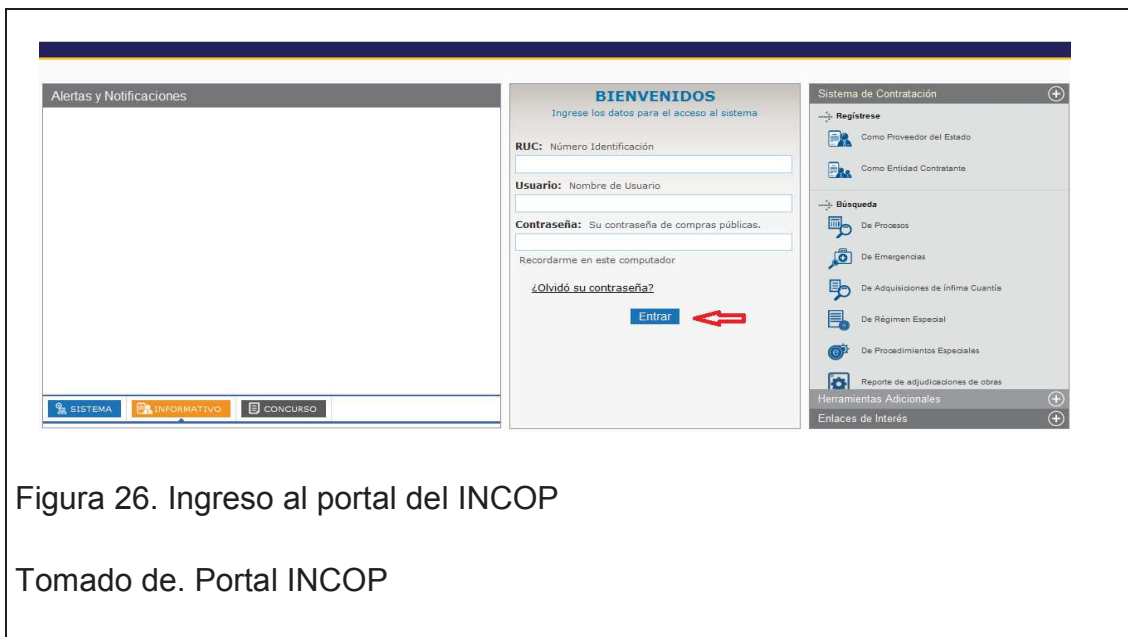 Alertas y Notificaciones
SISTEMA
INFORMATIVO
CONCURSO
BIENVENIDOS
Ingrese los datos para el acceso al sistema
RUC: Número Identificación
Usuario: Nombre de Usuario
Contraseña: Su contraseña de compras públicas.
Recordarme en este computador
¿Olvidó su contraseña?
Entrar
Sistema de Contratación
Regístrese
Como Proveedor del Estado
Como Entidad Contratante
Búsqueda
De Procesos
De Emergencias
De Adquisiciones de ínfima Cuantía
De Régimen Especial
De Procedimientos Especiales
Reporte de adjudicaciones de obras
Herramientas Adicionales
Enlaces de Interés
Figura 26. Ingreso al portal del INCOP
Tomado de. Portal INCOP